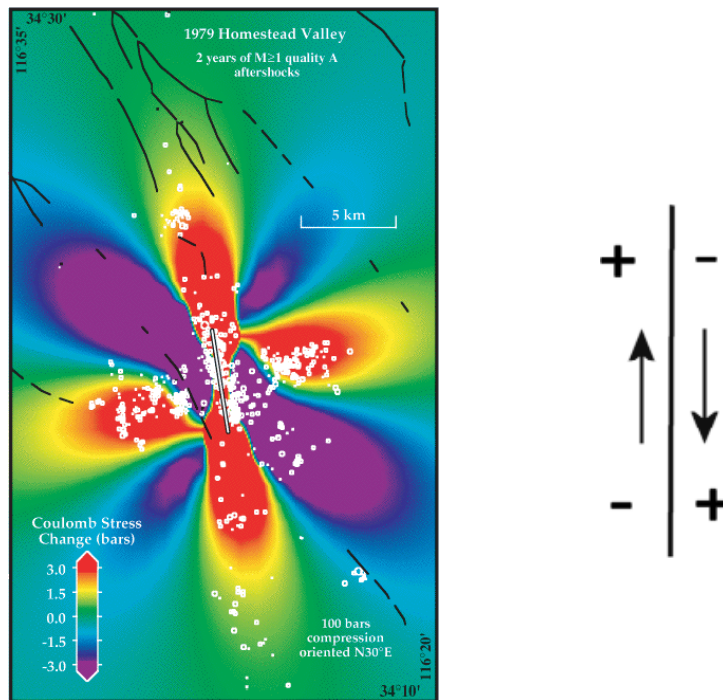 34°30'
116°35'
1979 Homestead Valley
2 years of M≥1 quality A
aftershocks
5 km
Coulomb Stress
Change (bars)
3.0
1.5
0.0
-1.5
-3.0
100 bars
compression
oriented N30°E
116°20'
34°10'
+ -
- +